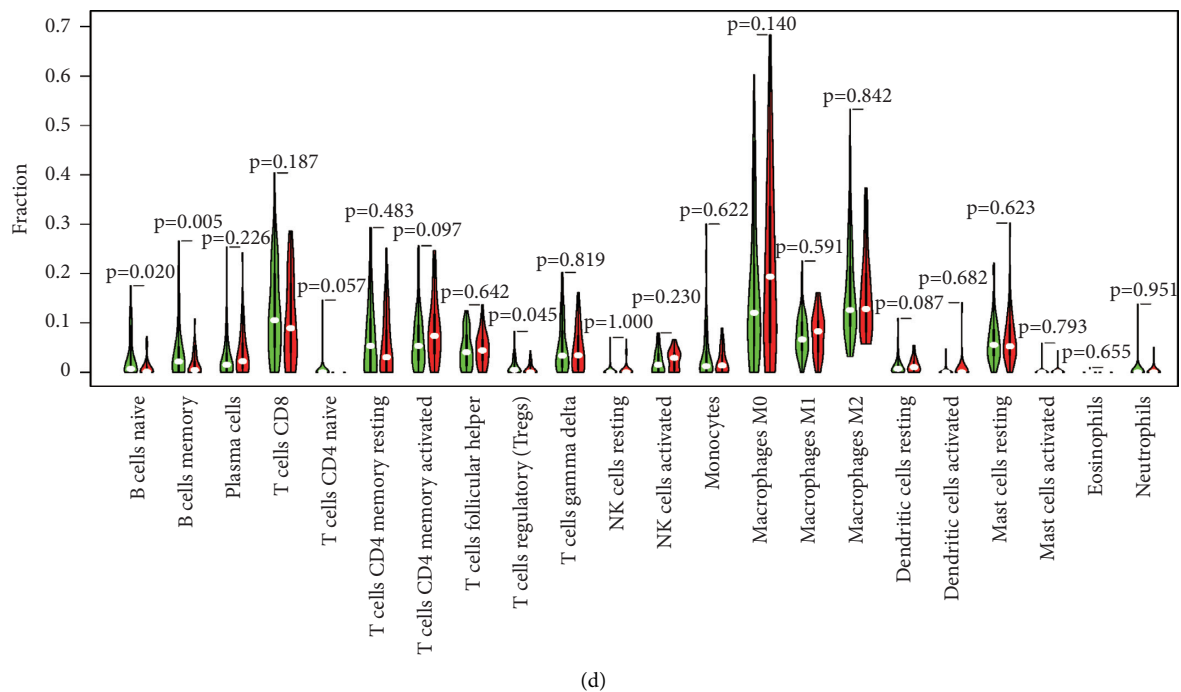 0.7
0.6
0.5
0.4
0.3
0.2
0.1
0
Fraction
p=0.020
p=0.005
p=0.226
p=0.187
p=0.057
p=0.483
p=0.097
p=0.642
p=0.045
p=0.819
p=1.000
p=0.230
p=0.622
p=0.140
p=0.591
p=0.842
p=0.087
p=0.682
p=0.623
p=0.793
p=0.655
p=0.951
B cells naive
B cells memory
Plasma cells
T cells CD8
T cells CD4 naive
T cells CD4 memory resting
T cells CD4 memory activated
T cells follicular helper
T cells regulatory (Tregs)
T cells gamma delta
NK cells resting
NK cells activated
Monocytes
Macrophages M0
Macrophages M1
Macrophages M2
Dendritic cells resting
Dendritic cells activated
Mast cells resting
Mast cells activated
Eosinophils
Neutrophils
(d)